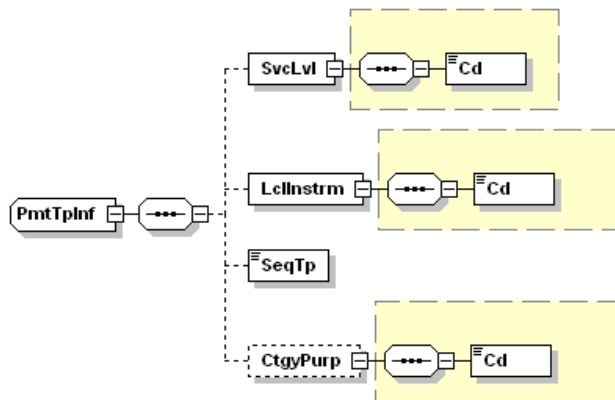 SvcLvl
Cd
LclInstrm
Cd
PmtTpInf
SeqTp
CtgyPurp
Cd